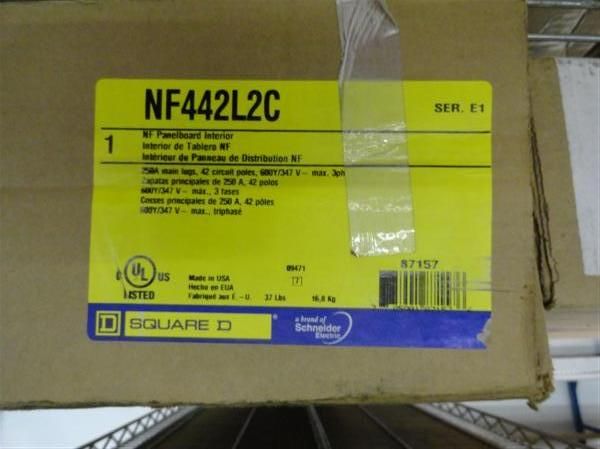 NF442L2C
SER. E1
1
NF Panelboard Interior
Interior de Tablero NF
Intérieur de Panneau de Distribution NF
250A main lugs, 42 circuit poles, 600Y/347 V~ max. 3ph
Zapatas principales de 250 A, 42 polos
600Y/347 V~ máx., 3 fases
Cosses principales de 250 A, 42 pôles
600Y/347 V~ max., triphasé
C UL US
LISTED
Made in USA
Hecho en EUA
Fabriqué aux É.-U.
09471
[7]
37 Lbs
16,8 Kg
87157
D SQUARE D
a brand of
Schneider
Electric